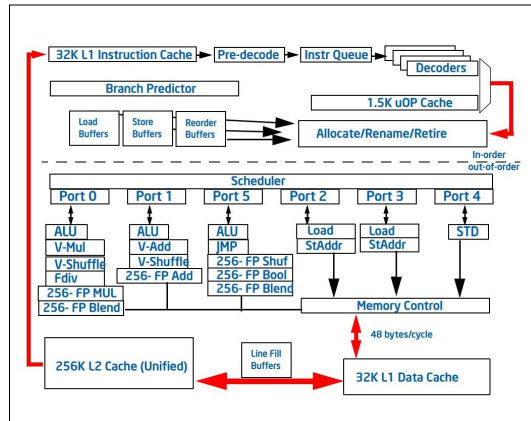 32K L1 Instruction Cache
Pre-decode
Instr Queue
Decoders
Branch Predictor
1.5K uOP Cache
Load
Buffers
Store
Buffers
Reorder
Buffers
Allocate/Rename/Retire
In-order
out-of-order
Scheduler
Port 0
Port 1
Port 5
Port 2
Port 3
Port 4
ALU
V-Mul
V-Shuffle
Fdiv
256- FP MUL
256- FP Blend
ALU
V-Add
V-Shuffle
256- FP Add
ALU
JMP
256- FP Shuf
256- FP Bool
256- FP Blend
Load
StAddr
Load
StAddr
STD
Memory Control
48 bytes/cycle
256K L2 Cache (Unified)
Line Fill
Buffers
32K L1 Data Cache